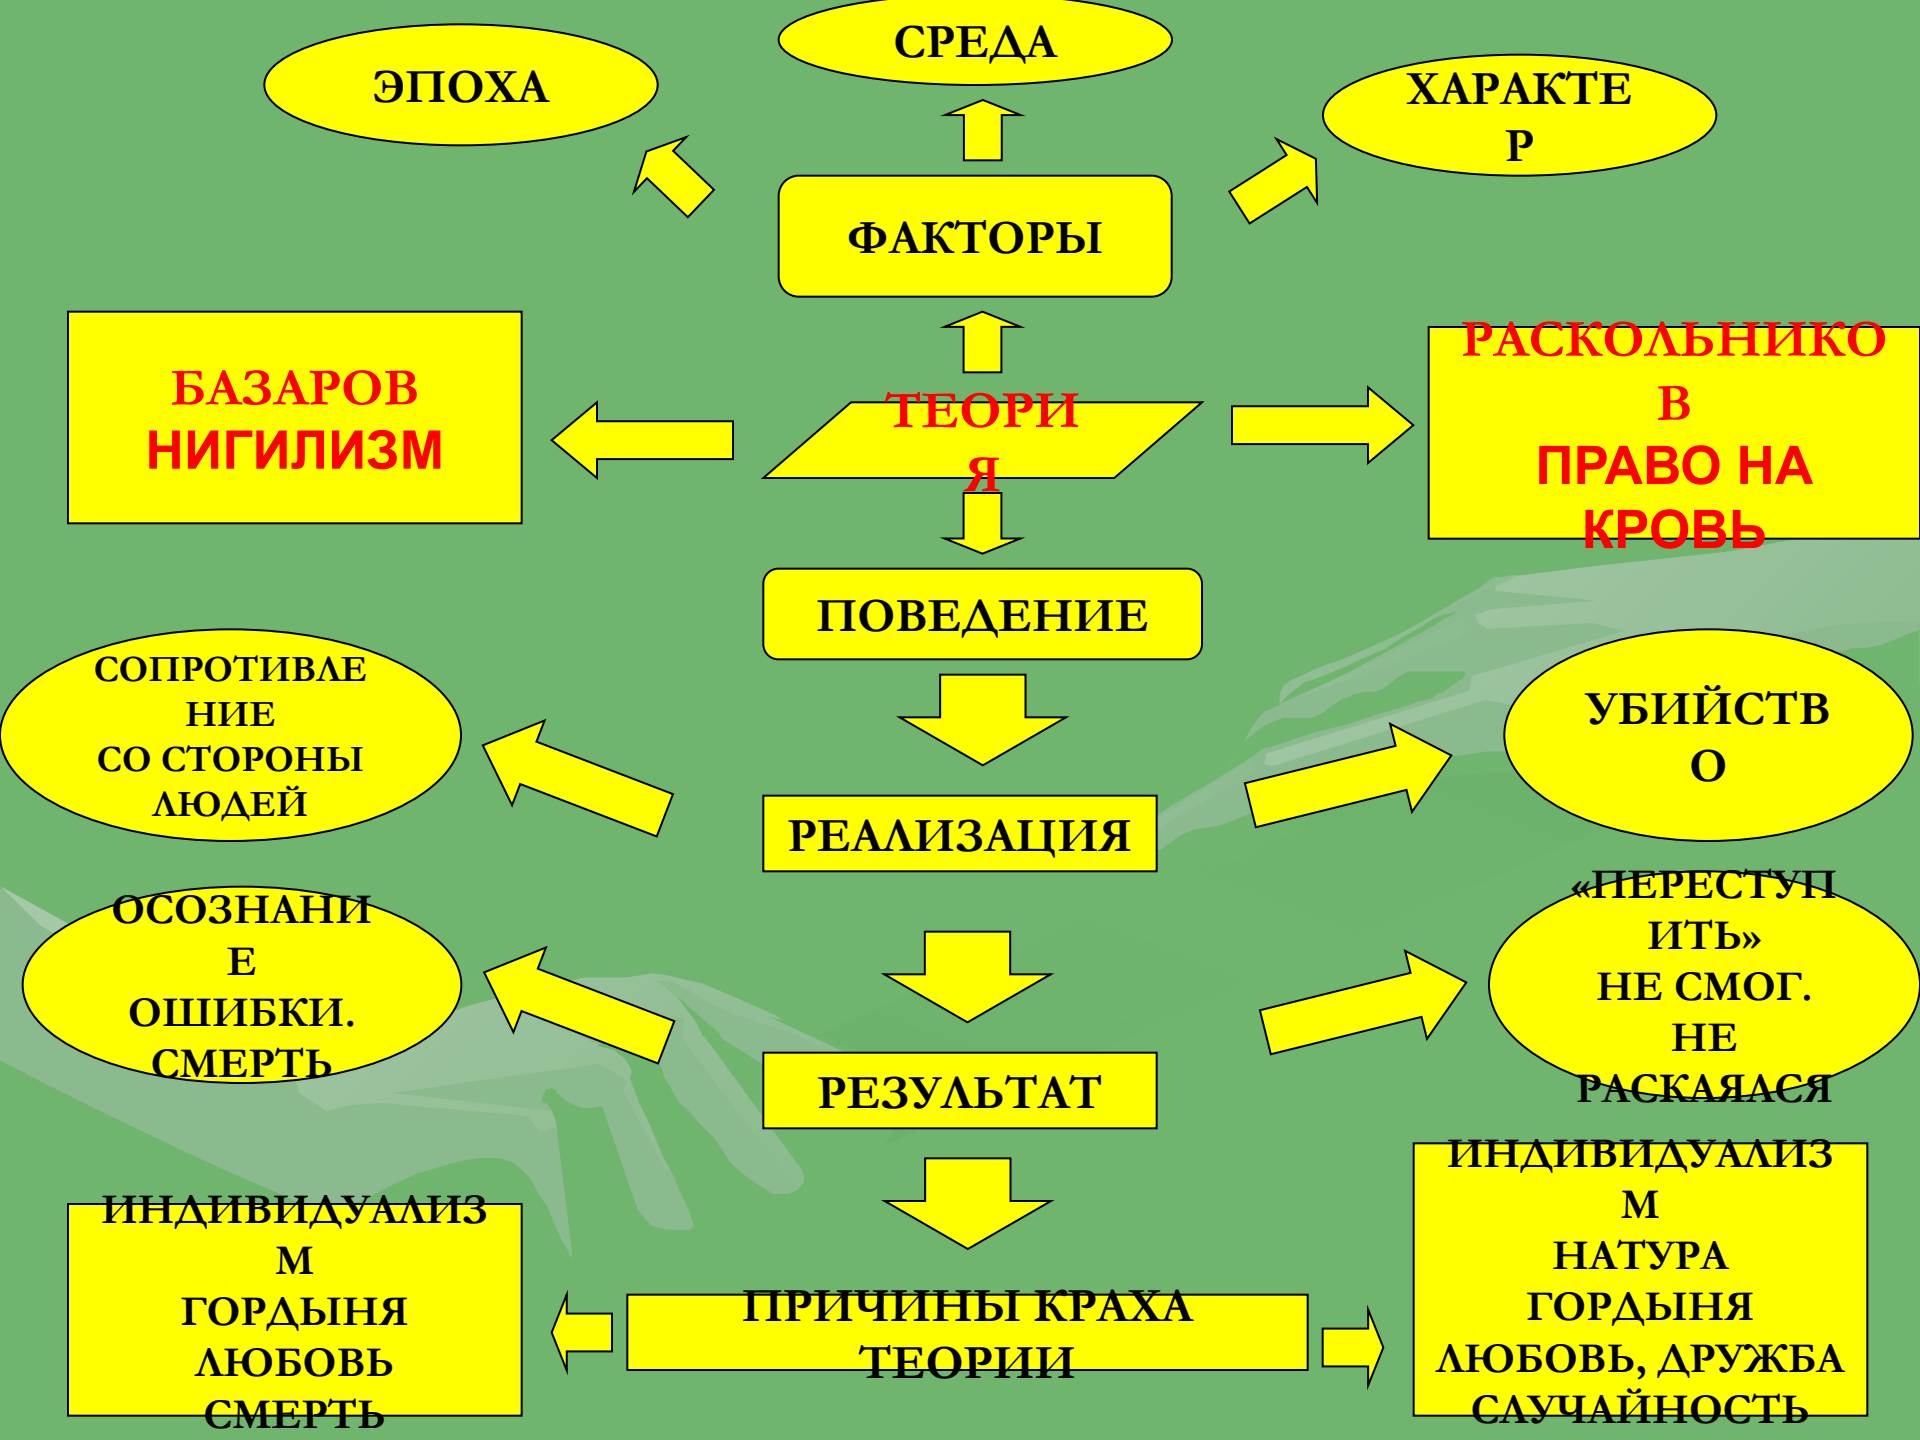 СРЕДА
ЭПОХА
ХАРАКТЕ
Р
ФАКТОРЫ
БАЗАРОВ
НИГИЛИЗМ
ТЕОРИ
Я
РАСКОЛЬНИКО
В
ПРАВО НА
КРОВЬ
ПОВЕДЕНИЕ
СОПРОТИВЛЕ
НИЕ
СО СТОРОНЫ
ЛЮДЕЙ
УБИЙСТВ
О
РЕАЛИЗАЦИЯ
ОСОЗНАНИ
Е
ОШИБКИ.
СМЕРТЬ
«ПЕРЕСТУП
ИТЬ»
НЕ СМОГ.
НЕ
РАСКАЯЛСЯ
РЕЗУЛЬТАТ
ИНДИВИДУАЛИЗ
М
ГОРДЫНЯ
ЛЮБОВЬ
СМЕРТЬ
ПРИЧИНЫ КРАХА
ТЕОРИИ
ИНДИВИДУАЛИЗ
М
НАТУРА
ГОРДЫНЯ
ЛЮБОВЬ, ДРУЖБА
СЛУЧАЙНОСТЬ